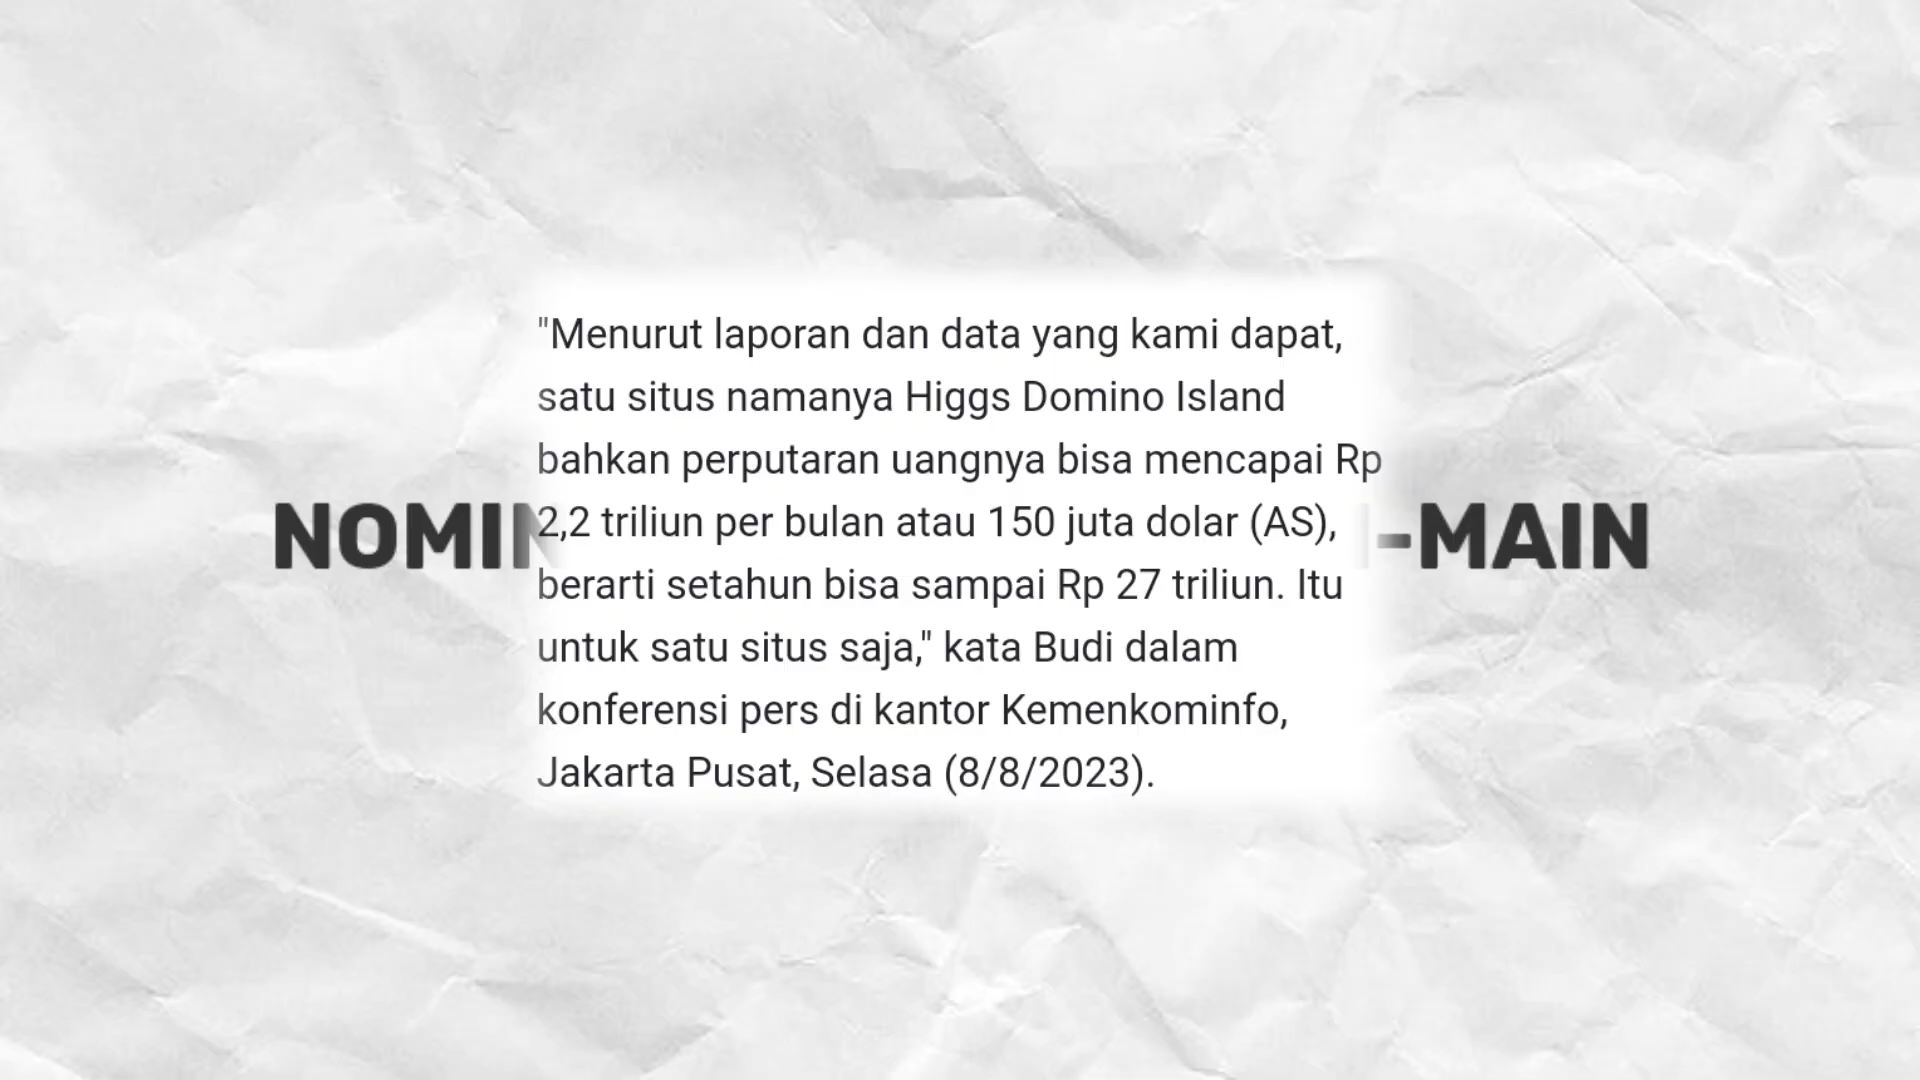 "Menurut laporan dan data yang kami dapat,
satu situs namanya Higgs Domino Island
bahkan perputaran uangnya bisa mencapai Rp
2,2 triliun per bulan atau 150 juta dolar (AS),
berarti setahun bisa sampai Rp 27 triliun. Itu
untuk satu situs saja," kata Budi dalam
konferensi pers di kantor Kemenkominfo,
Jakarta Pusat, Selasa (8/8/2023).
-MAIN